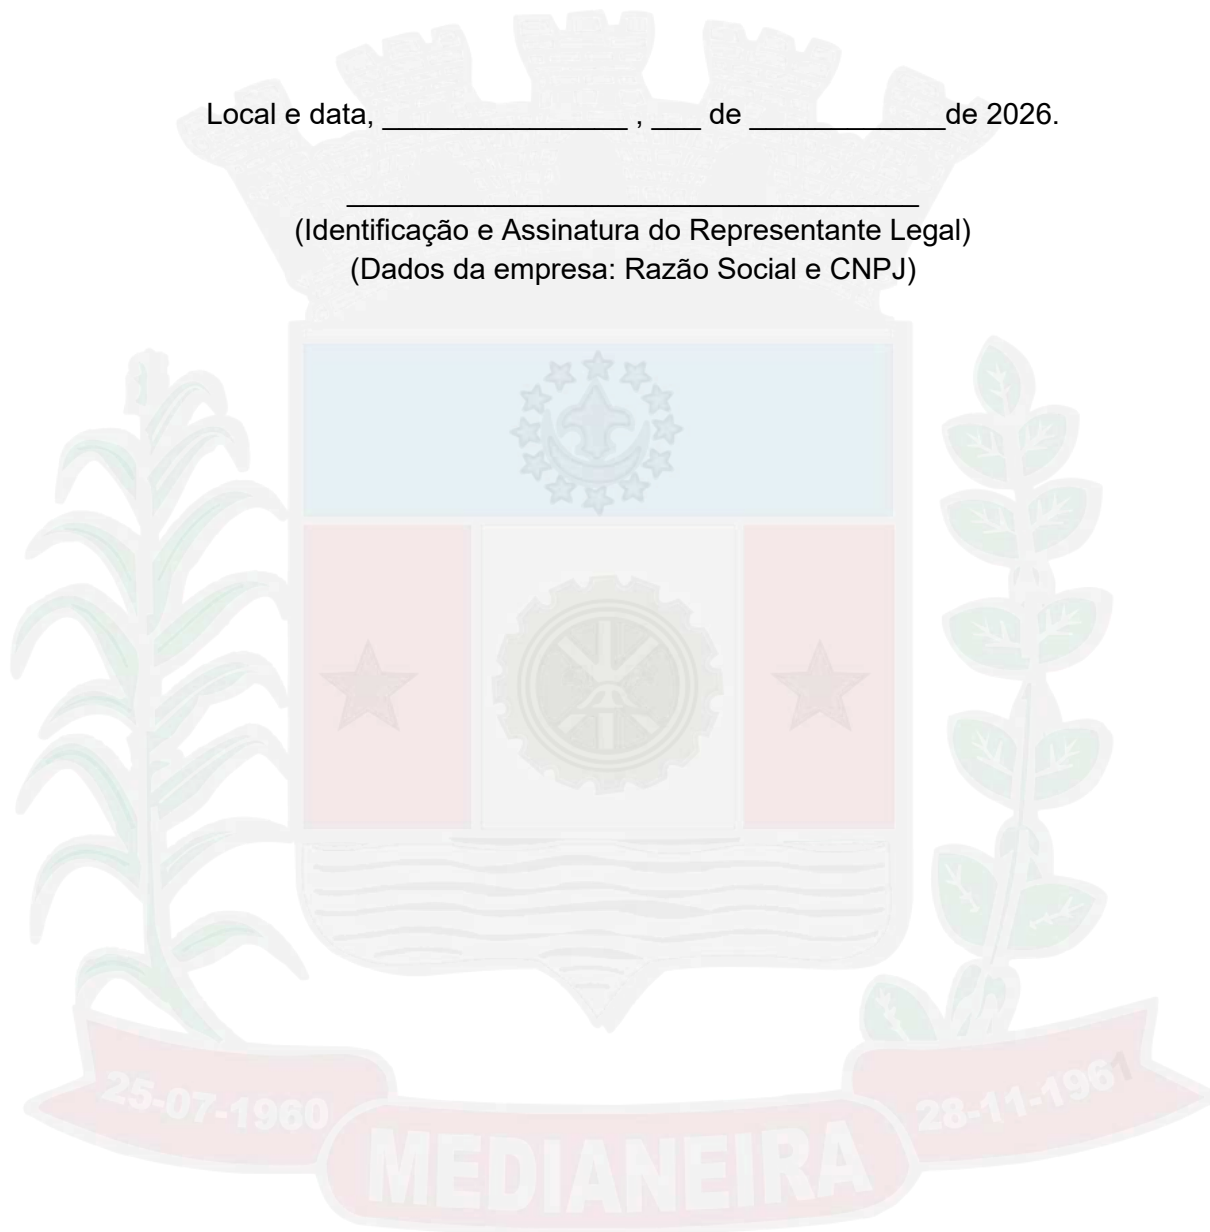 Local e data, _______________ , ___ de ____________de 2026.
___________________________________
(Identificação e Assinatura do Representante Legal)
(Dados da empresa: Razão Social e CNPJ)
25-07-1960
28-11-1961
MEDIANEIRA